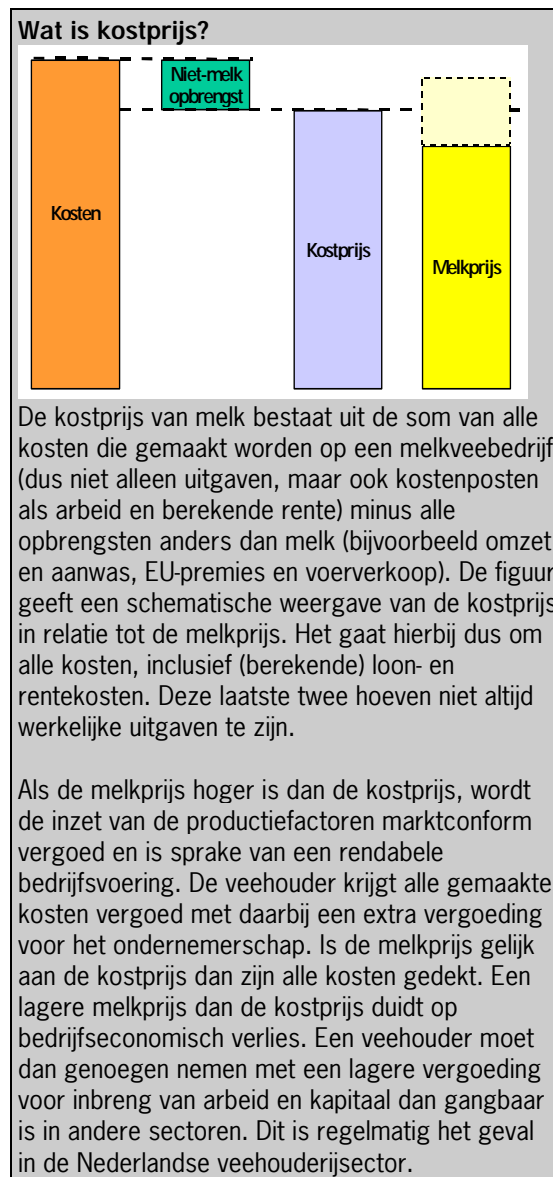 Wat is kostprijs?
Niet-melk
opbrengst
Kosten
Kostprijs
Melkprijs
De kostprijs van melk bestaat uit de som van alle
kosten die gemaakt worden op een melkveebedrijf
(dus niet alleen uitgaven, maar ook kostenposten
als arbeid en berekende rente) minus alle
opbrengsten anders dan melk (bijvoorbeeld omzet
en aanwas, EU-premies en voerverkoop). De figuur
geeft een schematische weergave van de kostprijs
in relatie tot de melkprijs. Het gaat hierbij dus om
alle kosten, inclusief (berekende) loon- en
rentekosten. Deze laatste twee hoeven niet altijd
werkelijke uitgaven te zijn.
Als de melkprijs hoger is dan de kostprijs, wordt
de inzet van de productiefactoren marktconform
vergoed en is sprake van een rendabele
bedrijfsvoering. De veehouder krijgt alle gemaakte
kosten vergoed met daarbij een extra vergoeding
voor het ondernemerschap. Is de melkprijs gelijk
aan de kostprijs dan zijn alle kosten gedekt. Een
lagere melkprijs dan de kostprijs duidt op
bedrijfseconomisch verlies. Een veehouder moet
dan genoegen nemen met een lagere vergoeding
voor inbreng van arbeid en kapitaal dan gangbaar
is in andere sectoren. Dit is regelmatig het geval
in de Nederlandse veehouderijsector.